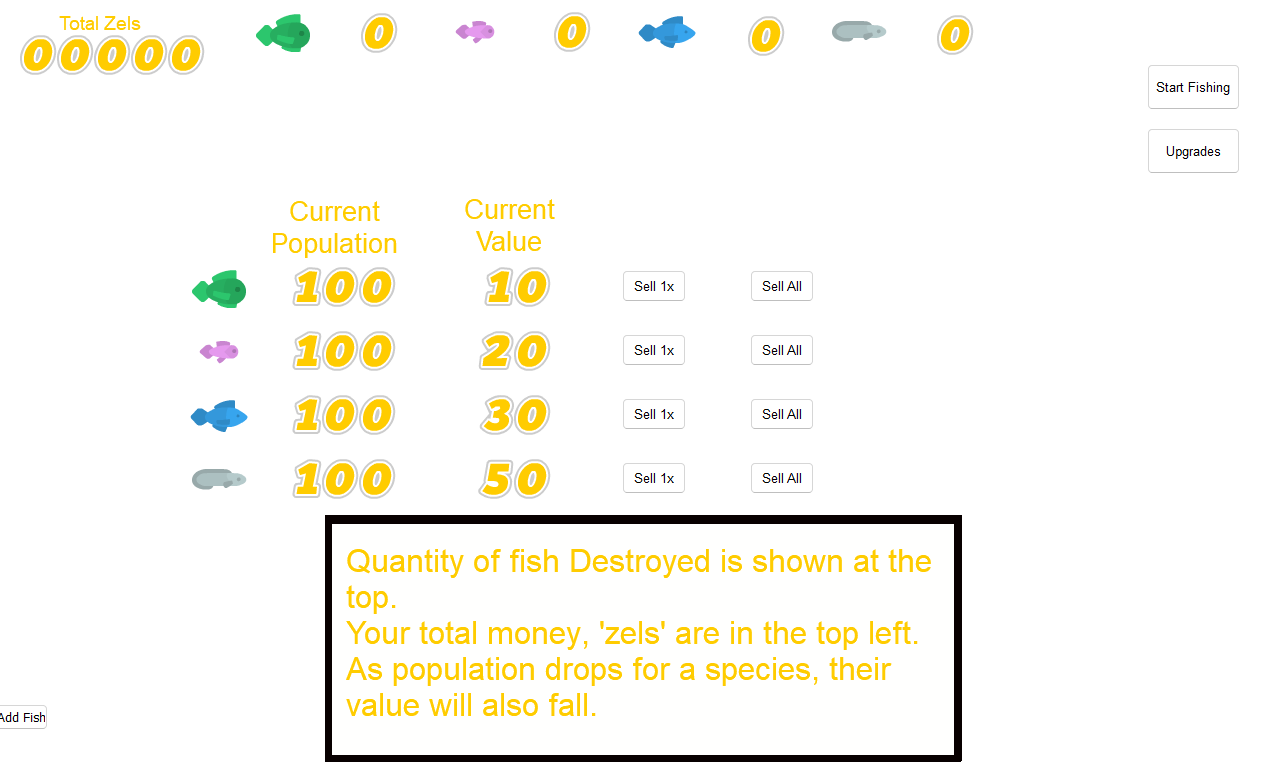 Total Zels
00000 0 0 0 0
Start Fishing
Upgrades
Current
Population
Current
Value
100 10 Sell 1x Sell All
100 20 Sell 1x Sell All
100 30 Sell 1x Sell All
100 50 Sell 1x Sell All
Quantity of fish Destroyed is shown at the
top.
Your total money, 'zels' are in the top left.
As population drops for a species, their
value will also fall.
Add Fish